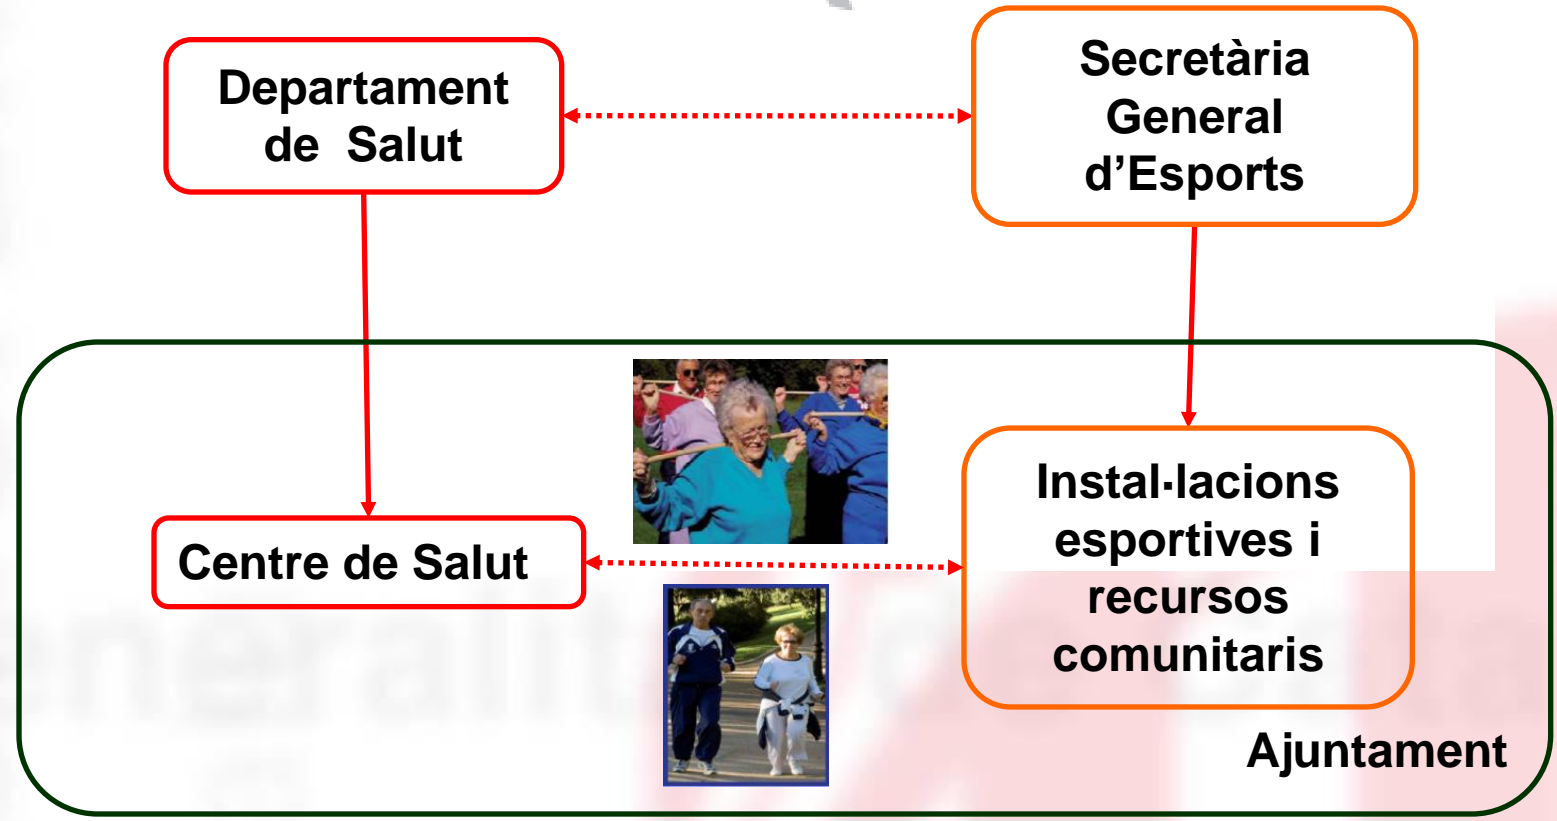 Departament
de Salut
Secretària
General
d’Esports
Centre de Salut
Instal·lacions
esportives i
recursos
comunitaris
Ajuntament